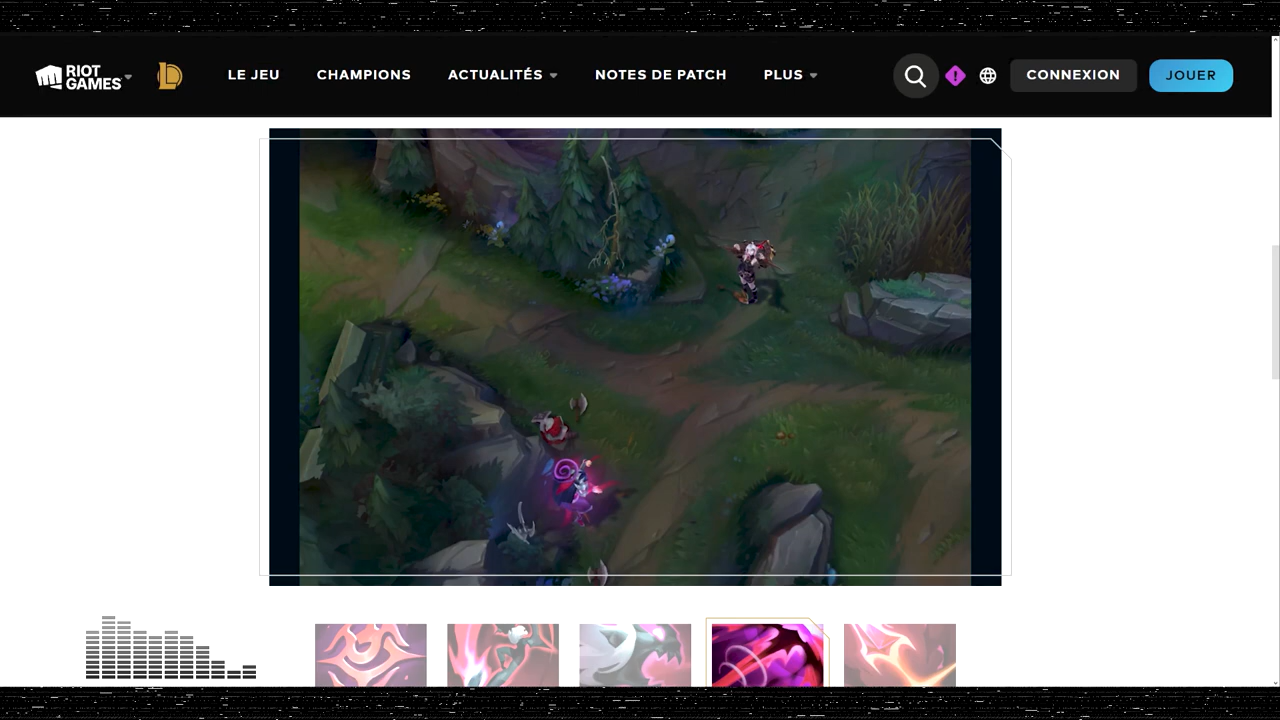 RIOT
GAMES
LE JEU
CHAMPIONS
ACTUALITÉS
NOTES DE PATCH
PLUS
CONNEXION
JOUER